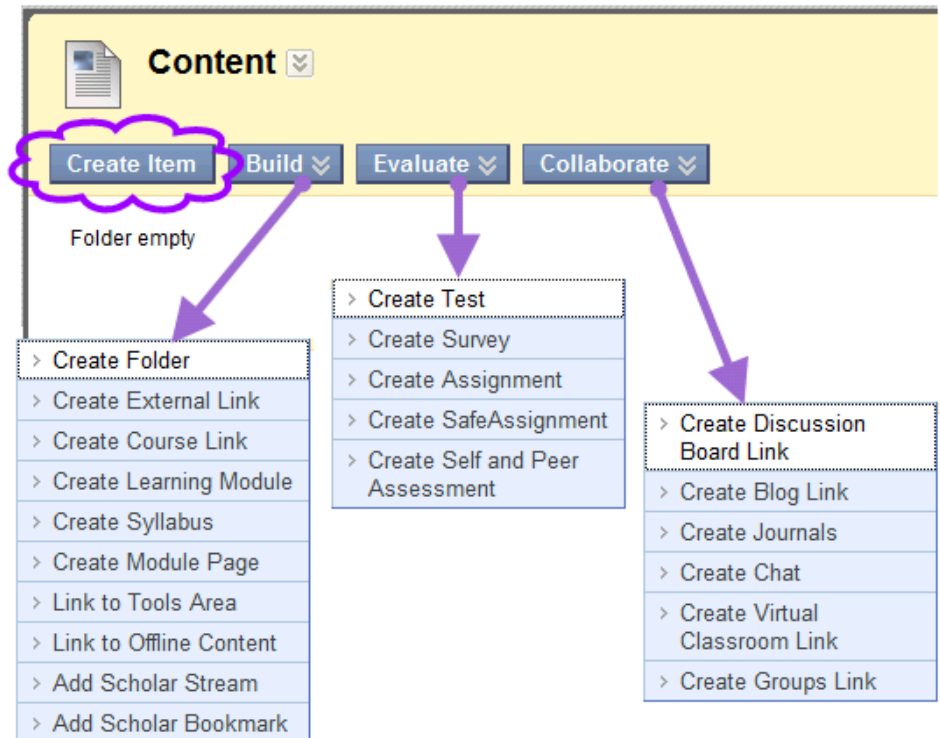 Content
Create Item
Build
Evaluate
Collaborate
Folder empty
Create Folder
Create External Link
Create Course Link
Create Learning Module
Create Syllabus
Create Module Page
Link to Tools Area
Link to Offline Content
Add Scholar Stream
Add Scholar Bookmark
Create Test
Create Survey
Create Assignment
Create SafeAssignment
Create Self and Peer
Assessment
Create Discussion
Board Link
Create Blog Link
Create Journals
Create Chat
Create Virtual
Classroom Link
Create Groups Link